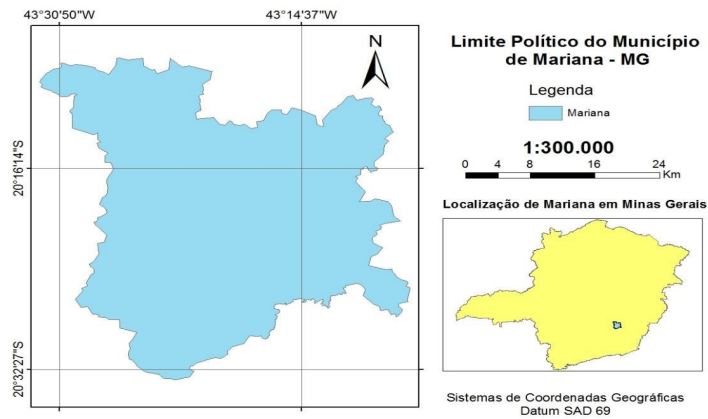 43°30'50"W
43°14'37"W
20°16'14"S
20°32'27"S
N
Limite Político do Município
de Mariana - MG
Legenda
Mariana
1:300.000
0 4 8 16 24
Km
Localização de Mariana em Minas Gerais
Sistemas de Coordenadas Geográficas
Datum SAD 69